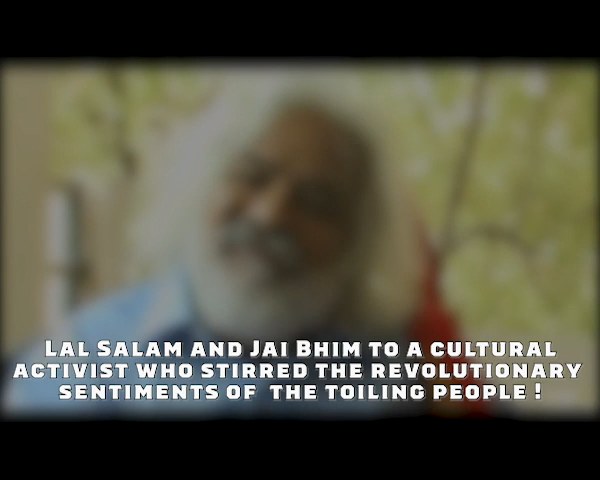 Lal Salam and Jai Bhim to a cultural
activist who stirred the revolutionary
sentiments of the toiling people !